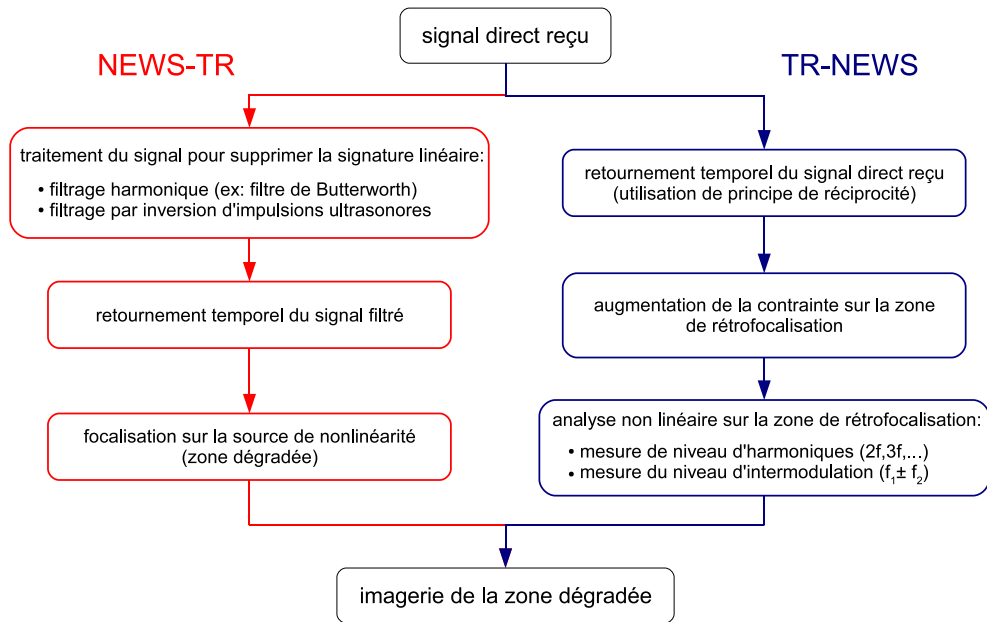 signal direct reçu
NEWS-TR
TR-NEWS
traitement du signal pour supprimer la signature linéaire:
• filtrage harmonique (ex: filtre de Butterworth)
• filtrage par inversion d'impulsions ultrasonores
retournement temporel du signal filtré
focalisation sur la source de nonlinéarité
(zone dégradée)
retournement temporel du signal direct reçu
(utilisation de principe de réciprocité)
augmentation de la contrainte sur la zone
de rétrofocalisation
analyse non linéaire sur la zone de rétrofocalisation:
• mesure de niveau d'harmoniques (2f,3f,...)
• mesure du niveau d'intermodulation (f₁± f₂)
imagerie de la zone dégradée